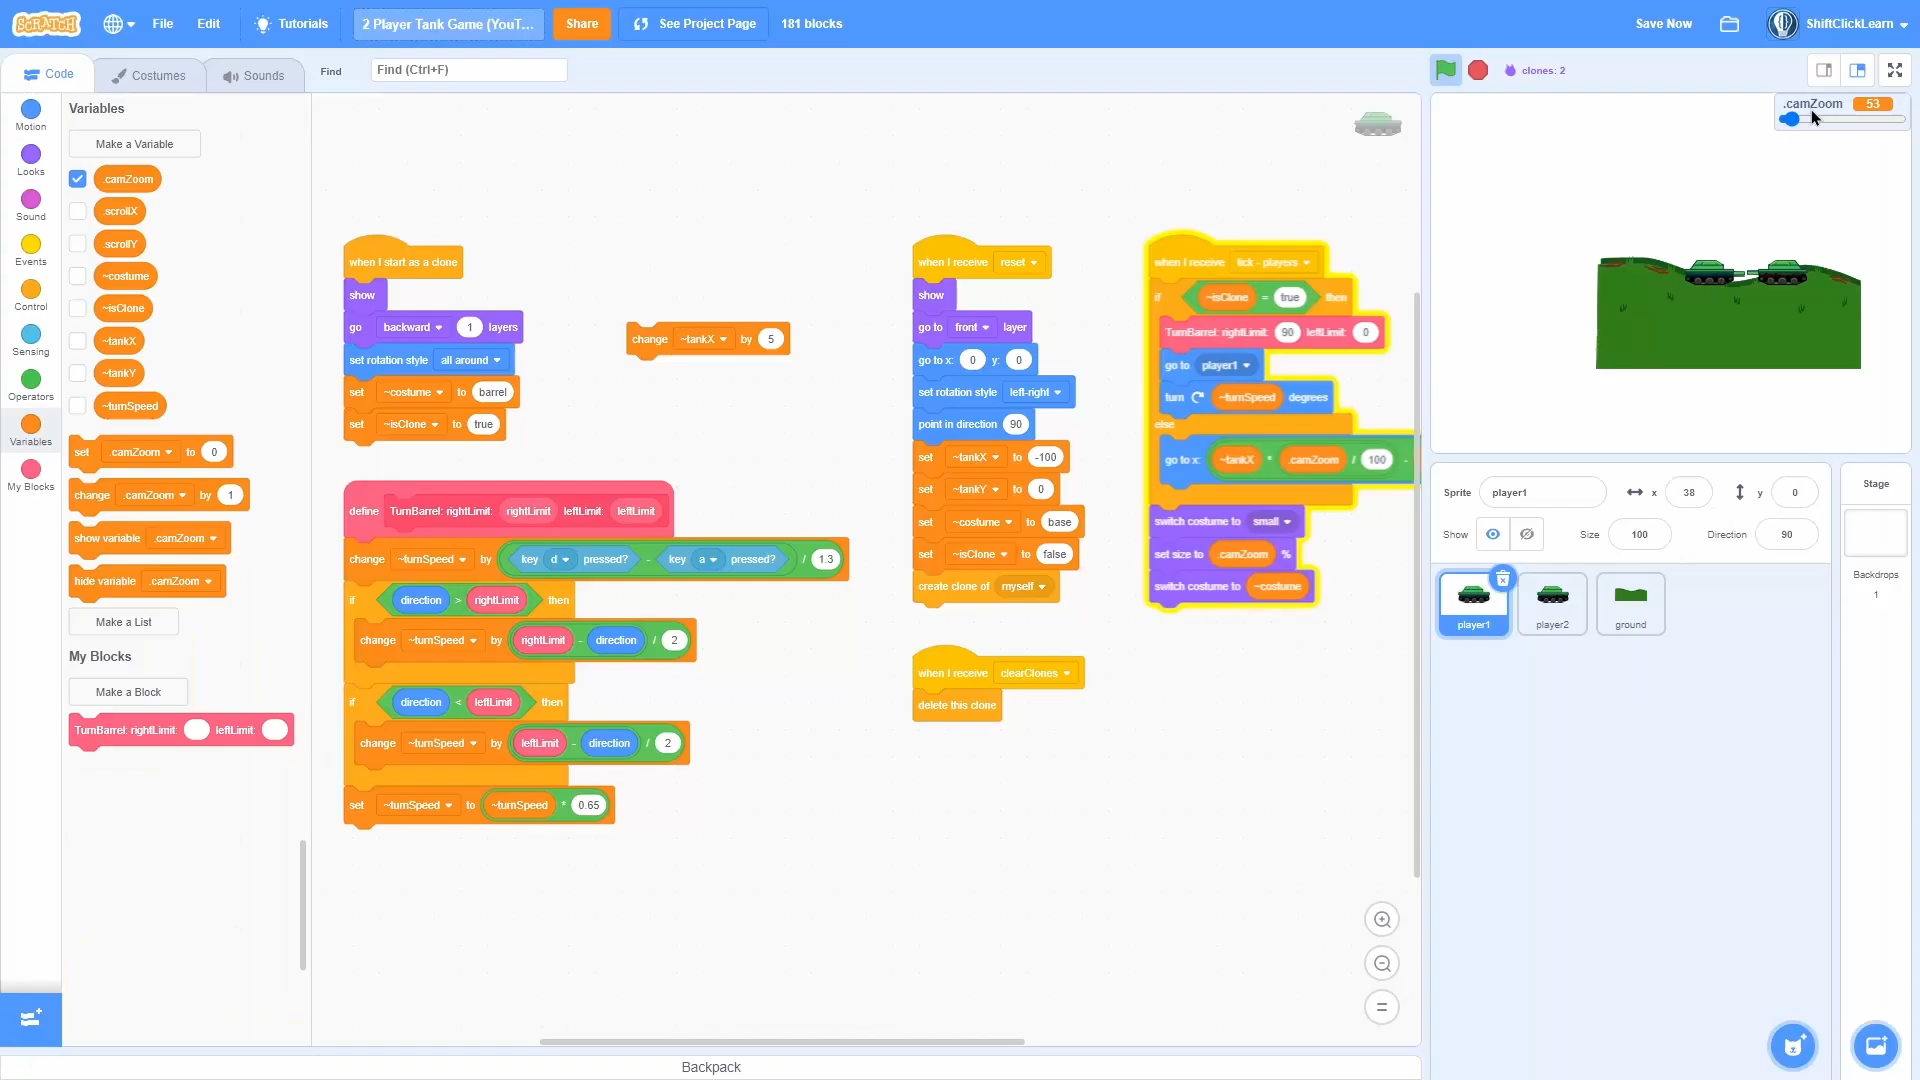 SCRATCH File Edit Tutorials 2 Player Tank Game (YouT... Share See Project Page 181 blocks Save Now ShiftClickLearn
Code Costumes Sounds Find Find (Ctrl+F) clones: 2
Motion
Looks
Sound
Events
Control
Sensing
Operators
Variables
My Blocks
Variables
Make a Variable
.camZoom
.scrollX
.scrollY
~costume
~isClone
~tankX
~tankY
~turnSpeed
set .camZoom to 0
change .camZoom by 1
show variable .camZoom
hide variable .camZoom
Make a List
My Blocks
Make a Block
TurnBarrel: rightLimit: leftLimit:
when I start as a clone
show
go backward 1 layers
set rotation style all around
set ~costume to barrel
set ~isClone to true
change ~tankX by 5
define TurnBarrel: rightLimit: rightLimit leftLimit: leftLimit
change ~turnSpeed by key d pressed? - key a pressed? / 1.3
if direction > rightLimit then
change ~turnSpeed by rightLimit - direction / 2
if direction < leftLimit then
change ~turnSpeed by leftLimit - direction / 2
set ~turnSpeed to ~turnSpeed * 0.65
when I receive reset
show
go to front layer
go to x: 0 y: 0
set rotation style left-right
point in direction 90
set ~tankX to -100
set ~tankY to 0
set ~costume to base
set ~isClone to false
create clone of myself
when I receive clearClones
delete this clone
when I receive tick - players
if ~isClone = true then
TurnBarrel: rightLimit: 90 leftLimit: 0
go to player1
turn ~turnSpeed degrees
else
go to x: ~tankX * .camZoom / 100 -
switch costume to small
set size to .camZoom %
switch costume to ~costume
.camZoom 53
Sprite player1 x 38 y 0
Show Size 100 Direction 90
player1 player2 ground
Stage
Backdrops
1
Backpack